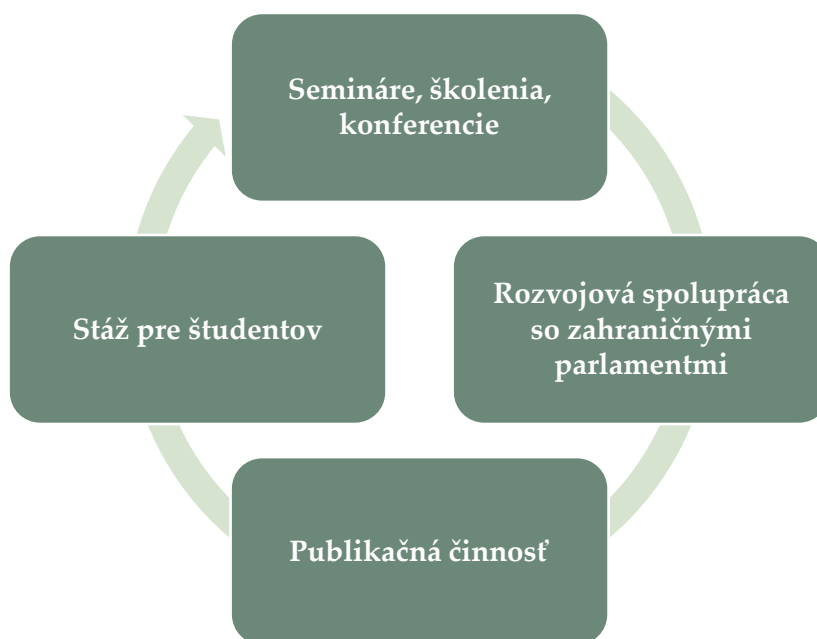 Semináre, školenia,
konferencie
Rozvojová spolupráca
so zahraničnými
parlamentmi
Publikačná činnosť
Stáž pre študentov